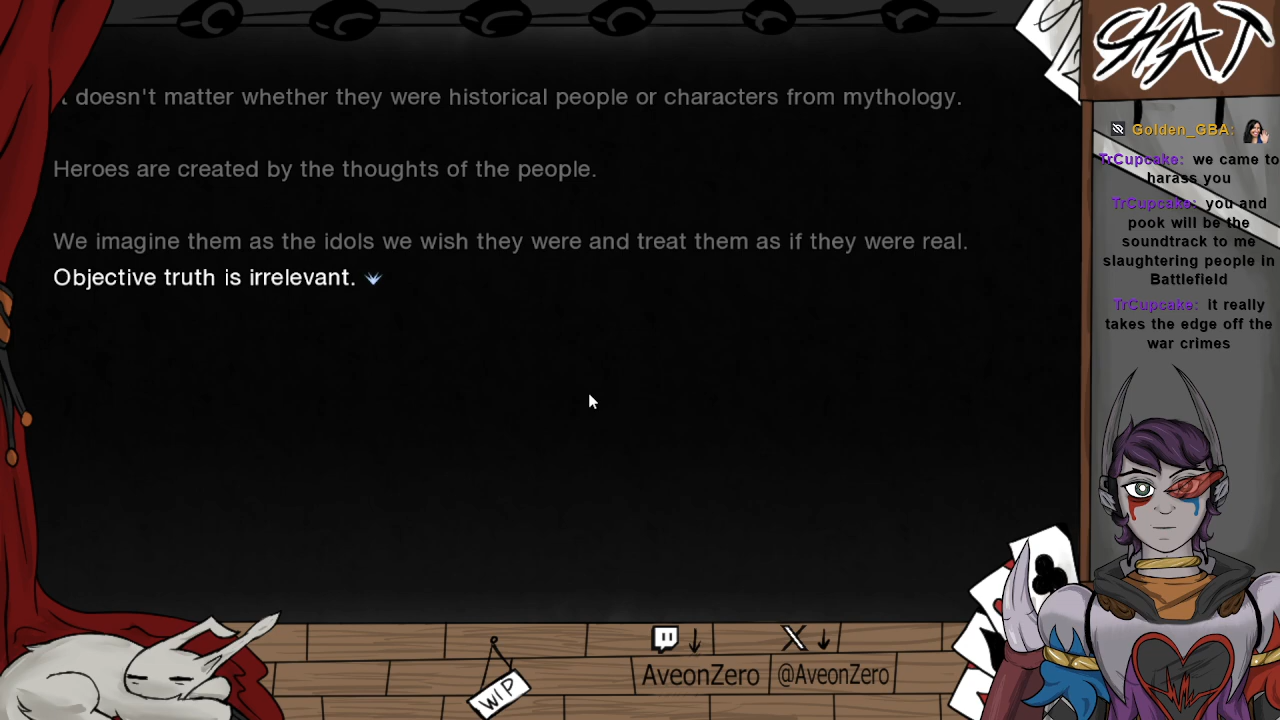 doesn't matter whether they were historical people or characters from mythology.
Heroes are created by the thoughts of the people.
We imagine them as the idols we wish they were and treat them as if they were real.
Objective truth is irrelevant.
CHAT
Golden_GBA:
TrCupcake: we came to
harass you
TrCupcake: you and
pook will be the
soundtrack to me
slaughtering people in
Battlefield
TrCupcake: it really
takes the edge off the
war crimes
WIP
AveonZero
@AveonZero